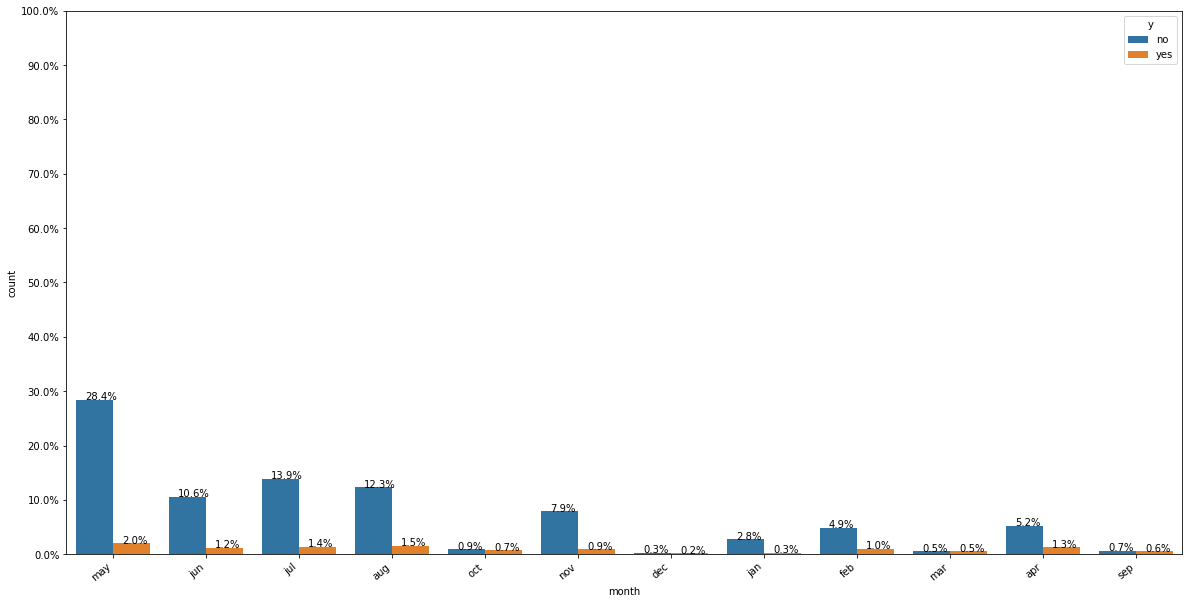 100.0%
90.0%
80.0%
70.0%
60.0%
50.0%
40.0%
30.0%
20.0%
10.0%
0.0%
count
y
no
yes
28.4%
2.0%
10.6%
1.2%
13.9%
1.4%
12.3%
1.5%
0.9%
0.7%
7.9%
0.9%
0.3%
0.2%
2.8%
0.3%
4.9%
1.0%
0.5%
0.5%
5.2%
1.3%
0.7%
0.6%
may
jun
jul
aug
oct
nov
dec
jan
feb
mar
apr
sep
month